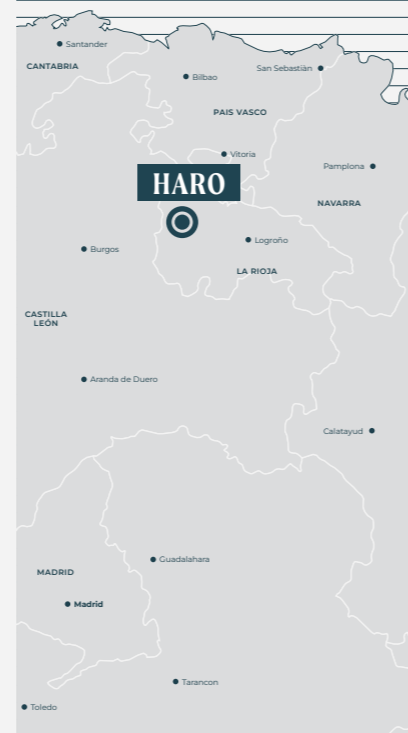 Santander
CANTABRIA
San Sebastiàn
Bilbao
PAIS VASCO
Vitoria
Pamplona
HARO
NAVARRA
Logroño
Burgos
LA RIOJA
CASTILLA
LEÓN
Aranda de Duero
Calatayud
Guadalahara
MADRID
Madrid
Tarancon
Toledo